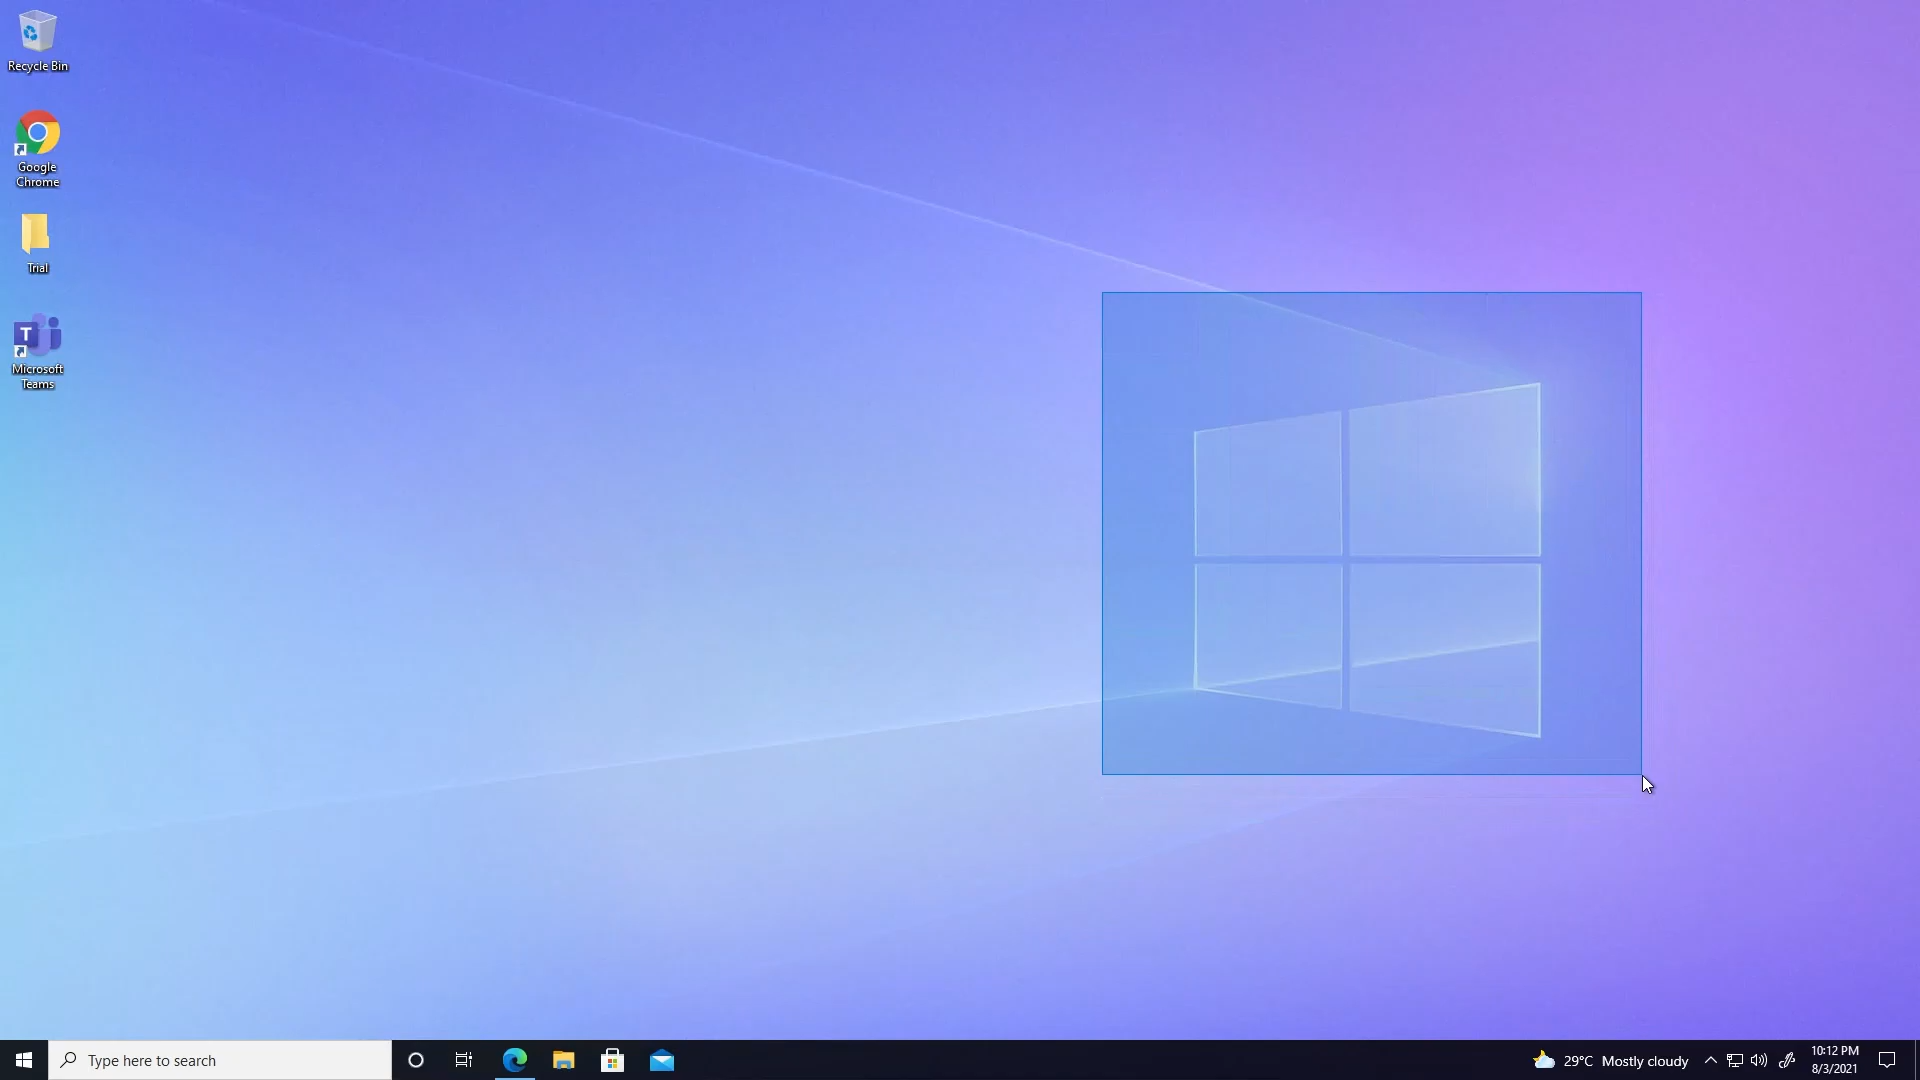 Recycle Bin
Google
Chrome
Trial
T
Microsoft
Teams
Type here to search
29°C Mostly cloudy
10:12 PM
8/3/2021